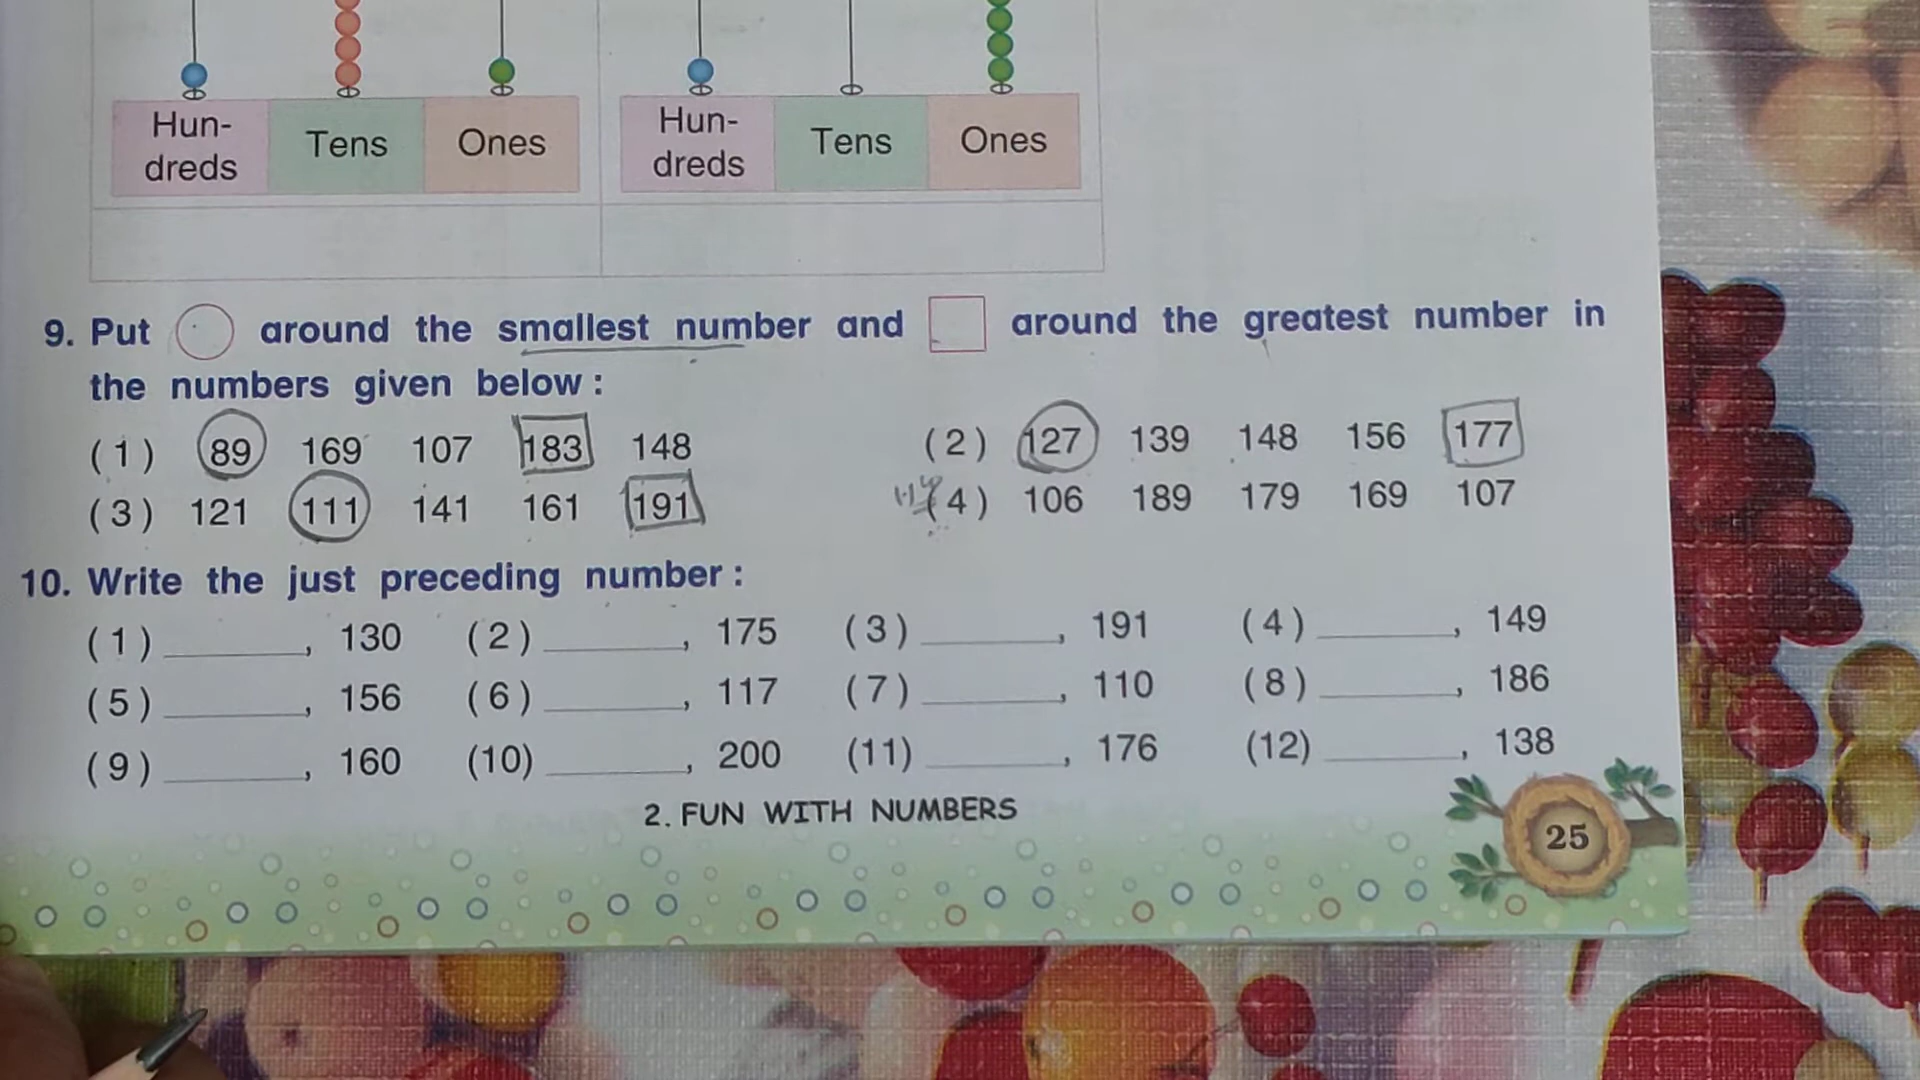 Hun- Tens Ones Hun- Tens Ones
dreds dreds
9. Put around the smallest number and around the greatest number in
the numbers given below :
(1) 89 169 107 183 148 (2) 127 139 148 156 177
(3) 121 111 141 161 191 (4) 106 189 179 169 107
10. Write the just preceding number :
(1) ______, 130 (2) ______, 175 (3) ______, 191 (4) ______, 149
(5) ______, 156 (6) ______, 117 (7) ______, 110 (8) ______, 186
(9) ______, 160 (10) ______, 200 (11) ______, 176 (12) ______, 138
2. FUN WITH NUMBERS
25